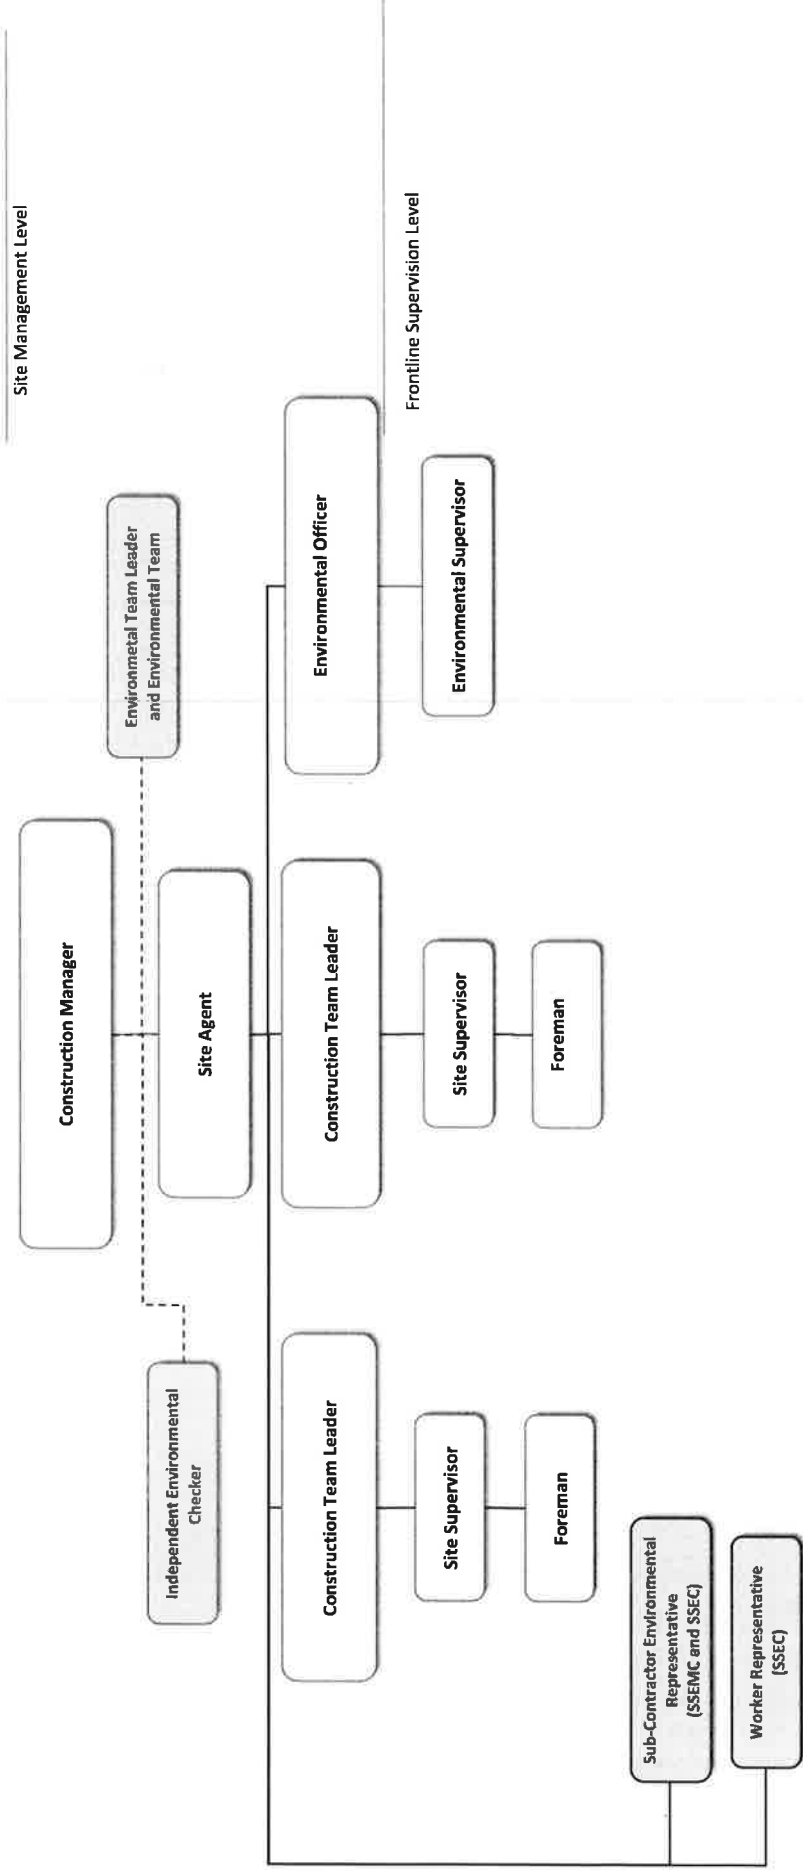 Site Management Level
Construction Manager
Environmetal Team Leader
and Environmental Team
Independent Environmental
Checker
Site Agent
Construction Team Leader
Construction Team Leader
Environmental Officer
Frontline Supervision Level
Site Supervisor
Site Supervisor
Environmental Supervisor
Foreman
Foreman
Sub-Contractor Environmental
Representative
(SSEMC and SSEC)
Worker Representative
(SSEC)